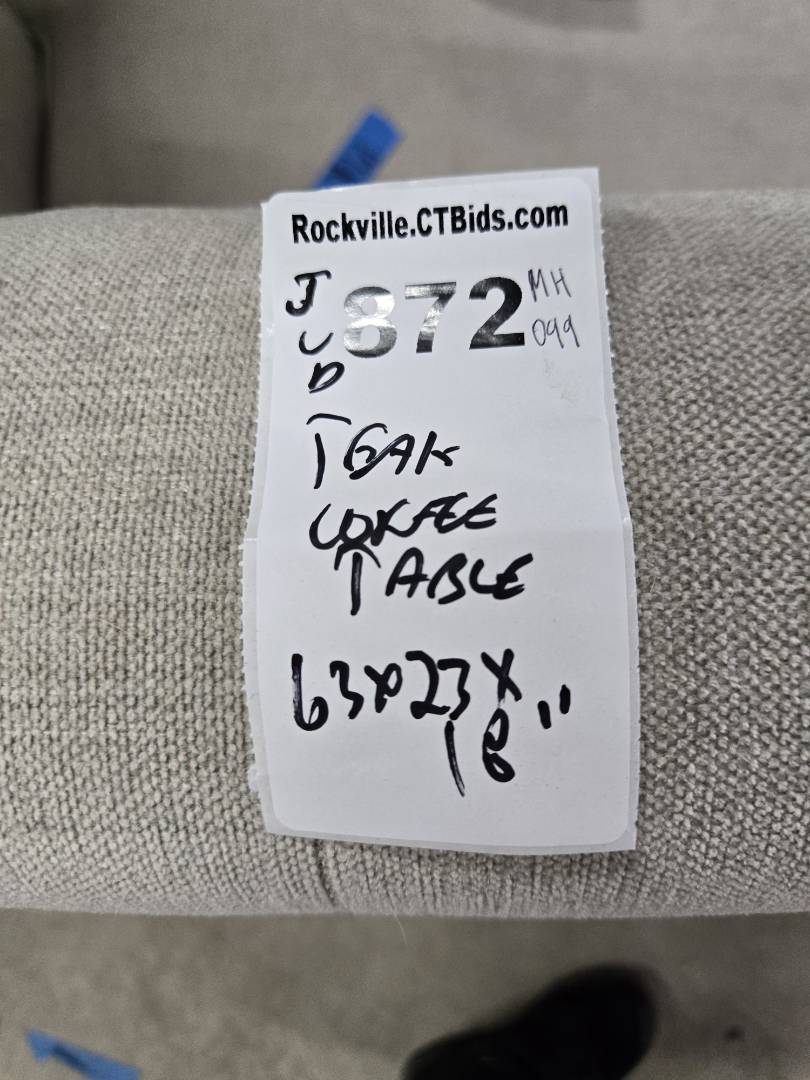 Rockville.CTBids.com
J
U
D
872
MH
099
TEAK
COFFEE
TABLE
63x23x
18"